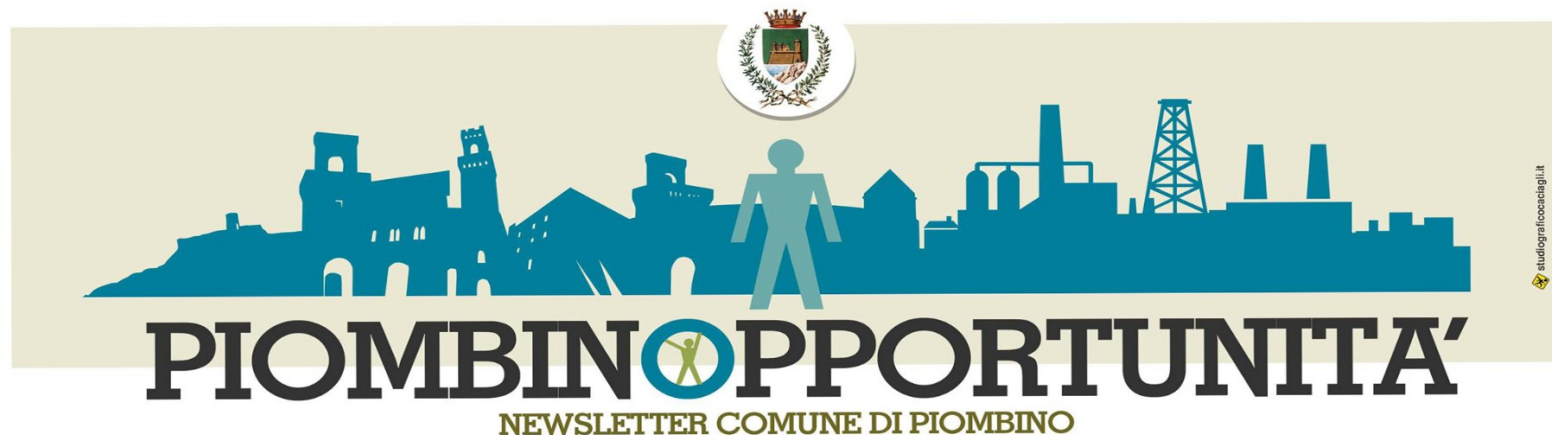 PIOMBINOPPORTUNITA'
NEWSLETTER COMUNE DI PIOMBINO
studiograficocaciagli.it